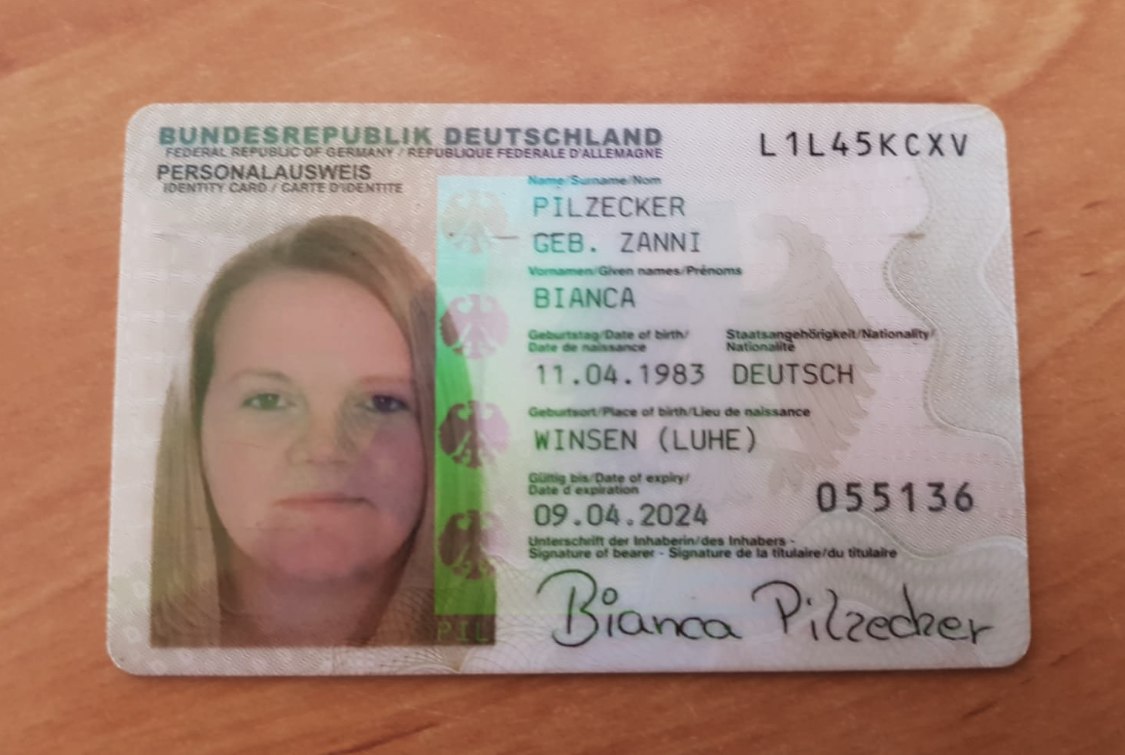 BUNDESREPUBLIK DEUTSCHLAND
FEDERAL REPUBLIC OF GERMANY / REPUBLIQUE FEDERALE D'ALLEMAGNE
PERSONALAUSWEIS
IDENTITY CARD / CARTE D'IDENTITE
L1L45KCXV
Name/Surname/Nom
PILZECKER
GEB. ZANNI
Vornamen/Given names/Prénoms
BIANCA
Geburtstag/Date of birth/
Date de naissance
11.04.1983
Staatsangehörigkeit/Nationality/
Nationalité
DEUTSCH
Geburtsort/Place of birth/Lieu de naissance
WINSEN (LUHE)
Gültig bis/Date of expiry/
Date d'expiration
09.04.2024
055136
Unterschrift der Inhaberin/des Inhabers -
Signature of bearer - Signature de la titulaire/du titulaire
Bianca Pilzecker
PIL